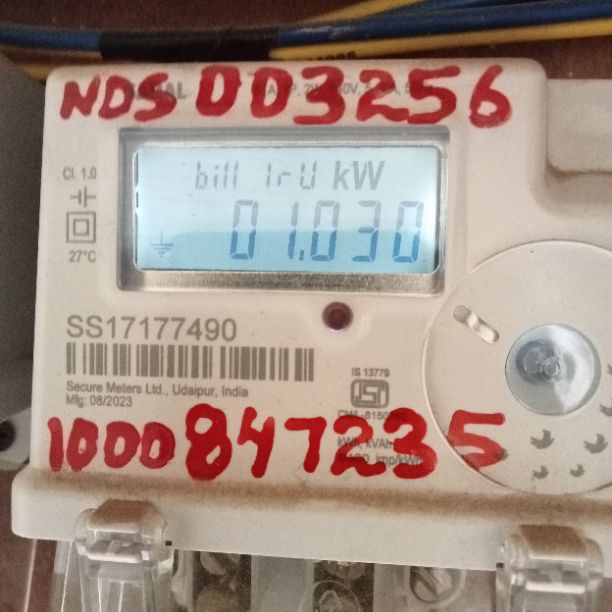 NDS 003256
Cl. 1.0
bill 1rU kW
01.030
27°C
SS17177490
Secure Meters Ltd., Udaipur, India
Mfg: 08/2023
IS 13779
1000847235